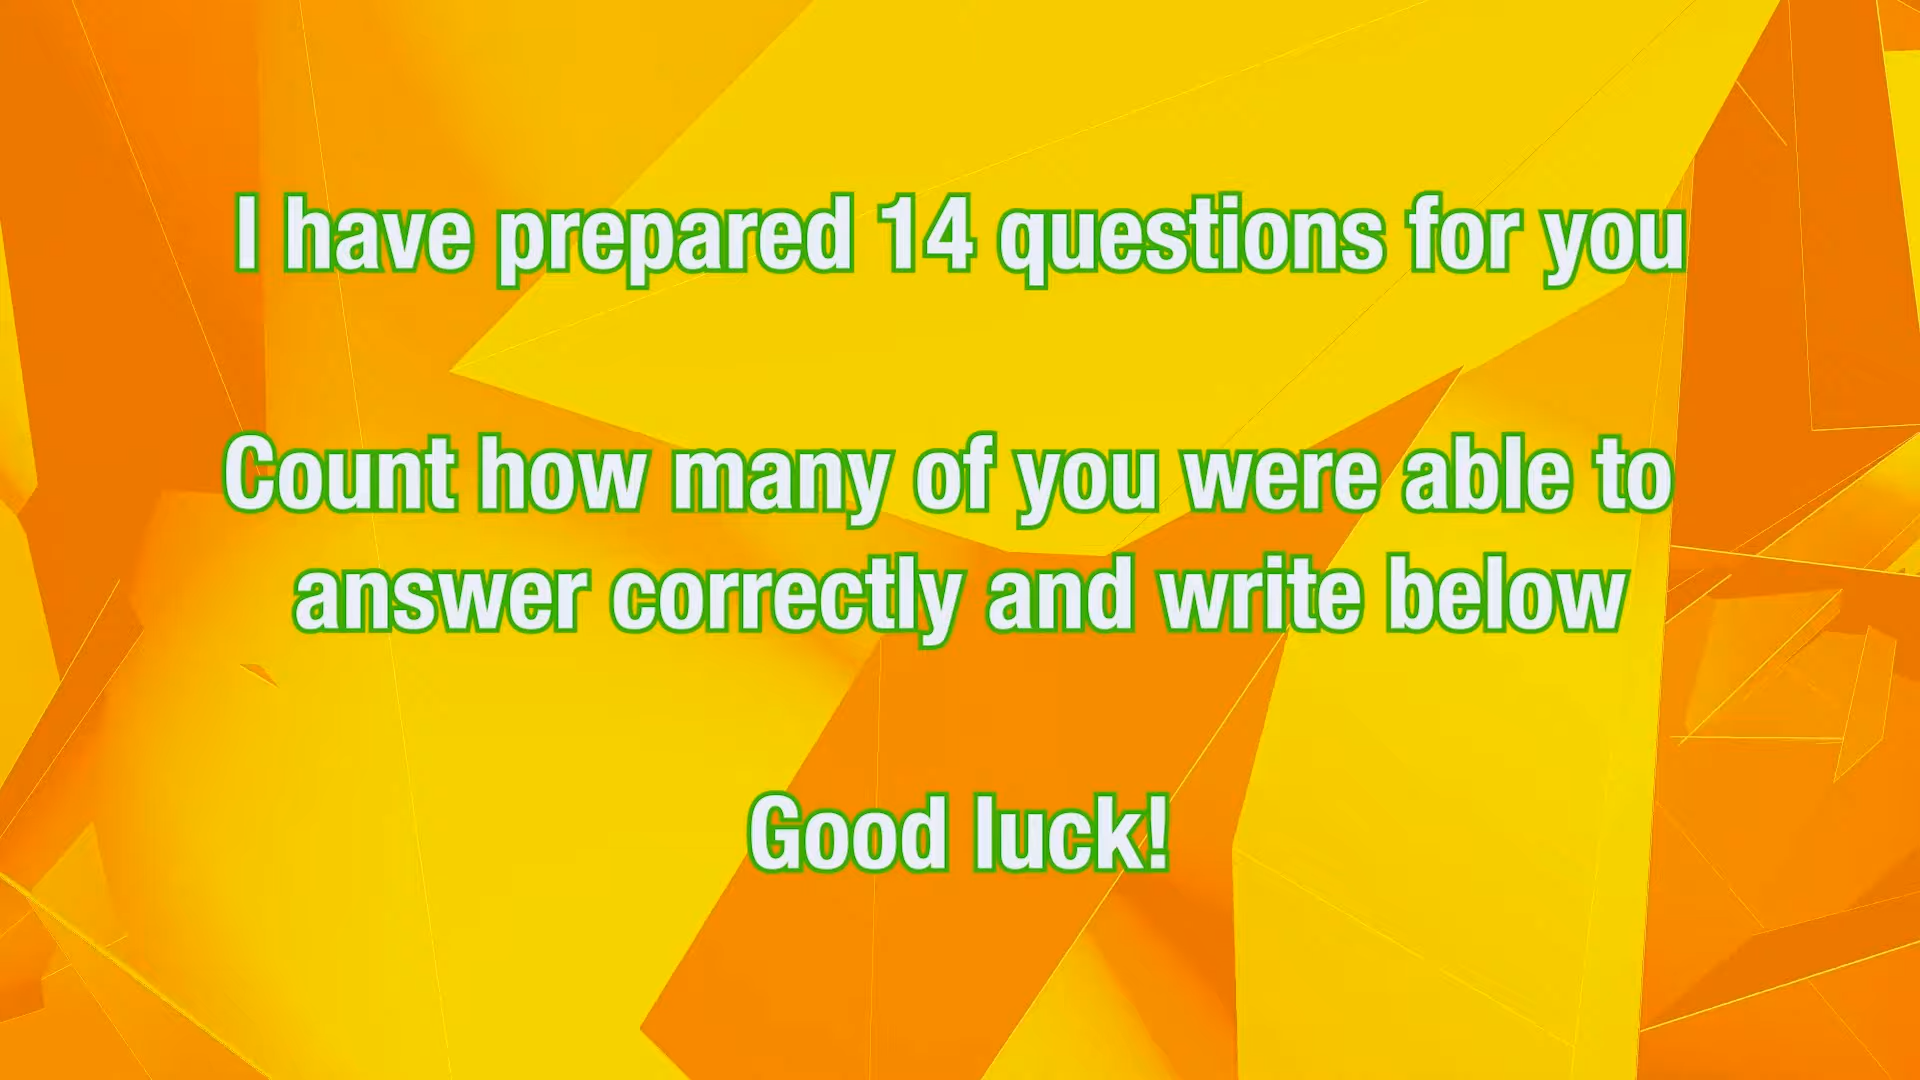 I have prepared 14 questions for you
Count how many of you were able to
answer correctly and write below
Good luck!